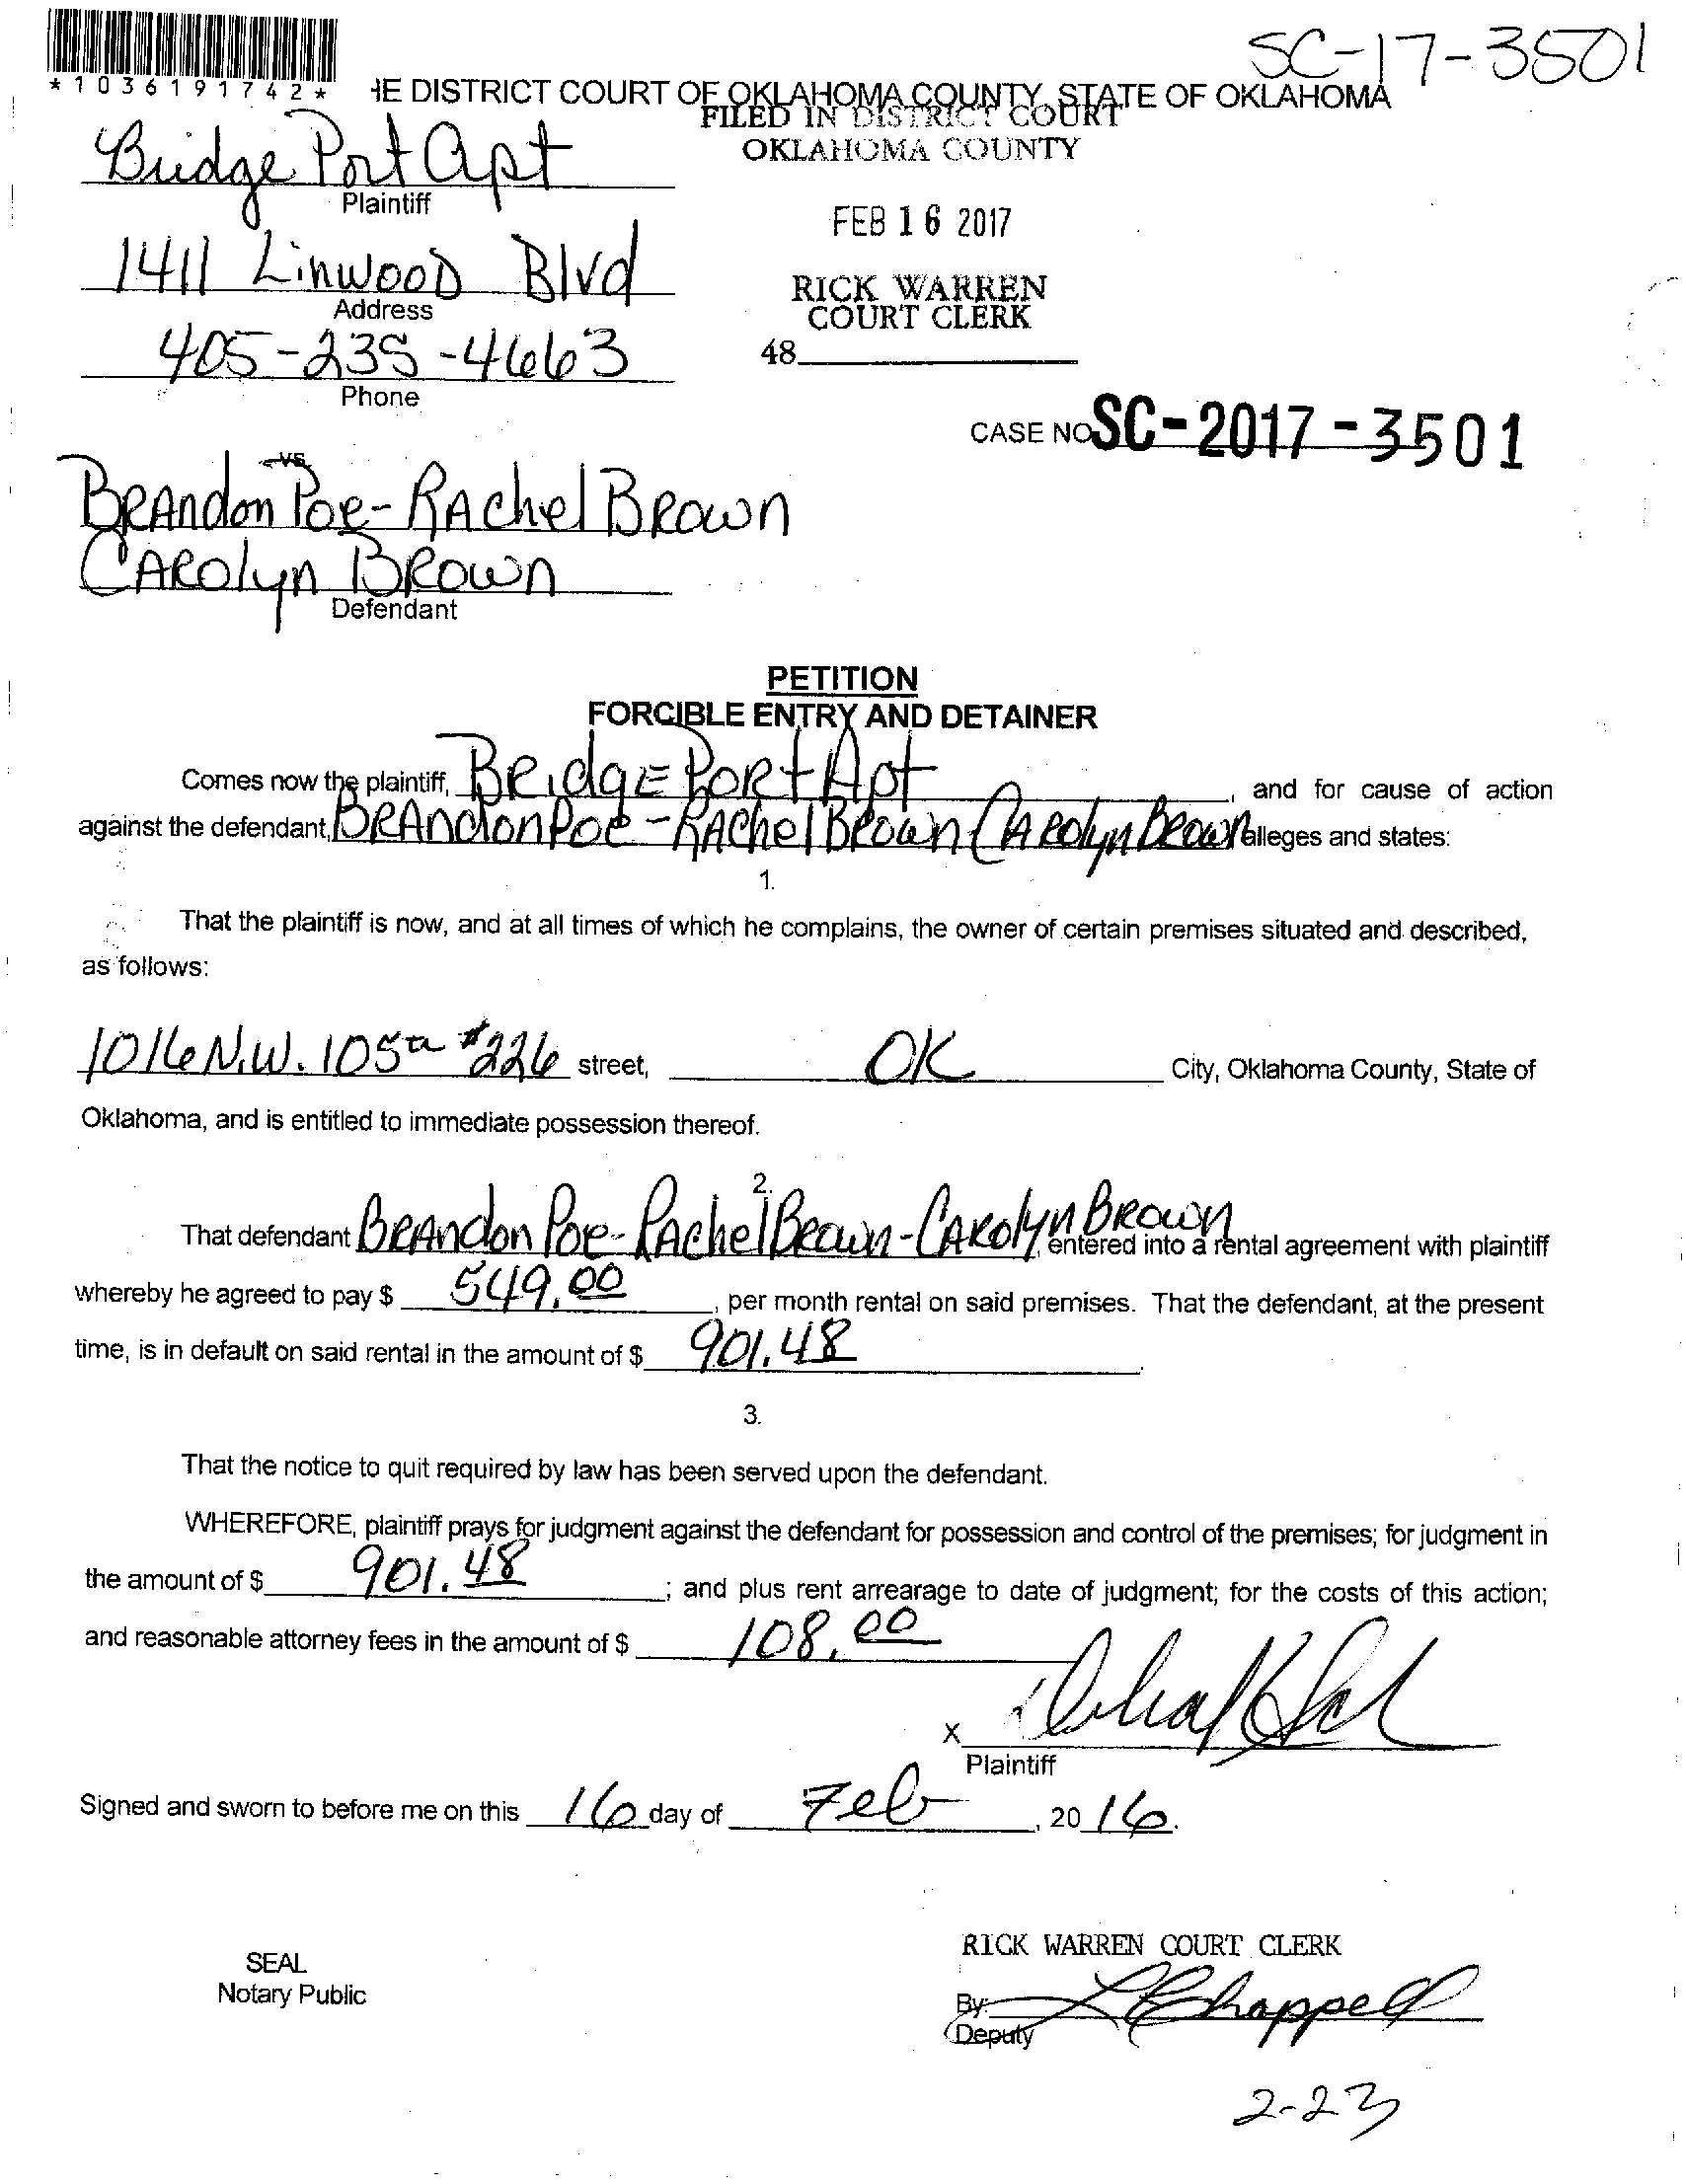 SC-17-3501
*1036191742*
HE DISTRICT COURT OF OKLAHOMA COUNTY, STATE OF OKLAHOMA
FILED IN DISTRICT COURT
OKLAHOMA COUNTY
Bridge Port Apt
Plaintiff
FEB 16 2017
1411 Linwood Blvd
Address
RICK WARREN
COURT CLERK
405-235-4663
Phone
48
CASE NO SC-2017-3501
-vs-
Brandon Poe-Rachel Brown
Carolyn Brown
Defendant
PETITION
FORCIBLE ENTRY AND DETAINER
Comes now the plaintiff, Bridge Port Apt, and for cause of action
against the defendant, Brandon Poe-Rachel Brown Carolyn Brown alleges and states:
1.
That the plaintiff is now, and at all times of which he complains, the owner of certain premises situated and described,
as follows:
1016 N.W. 105th #226 street, OK City, Oklahoma County, State of
Oklahoma, and is entitled to immediate possession thereof.
2.
That defendant Brandon Poe-Rachel Brown-Carolyn Brown, entered into a rental agreement with plaintiff
whereby he agreed to pay $ 549.00, per month rental on said premises. That the defendant, at the present
time, is in default on said rental in the amount of $ 901.48.
3.
That the notice to quit required by law has been served upon the defendant.
WHEREFORE, plaintiff prays for judgment against the defendant for possession and control of the premises; for judgment in
the amount of $ 901.48; and plus rent arrearage to date of judgment; for the costs of this action;
and reasonable attorney fees in the amount of $ 108.00
X
Plaintiff
Signed and sworn to before me on this 16 day of Feb, 2016.
RICK WARREN COURT CLERK
SEAL
Notary Public
By: Chappell
Deputy
2-23